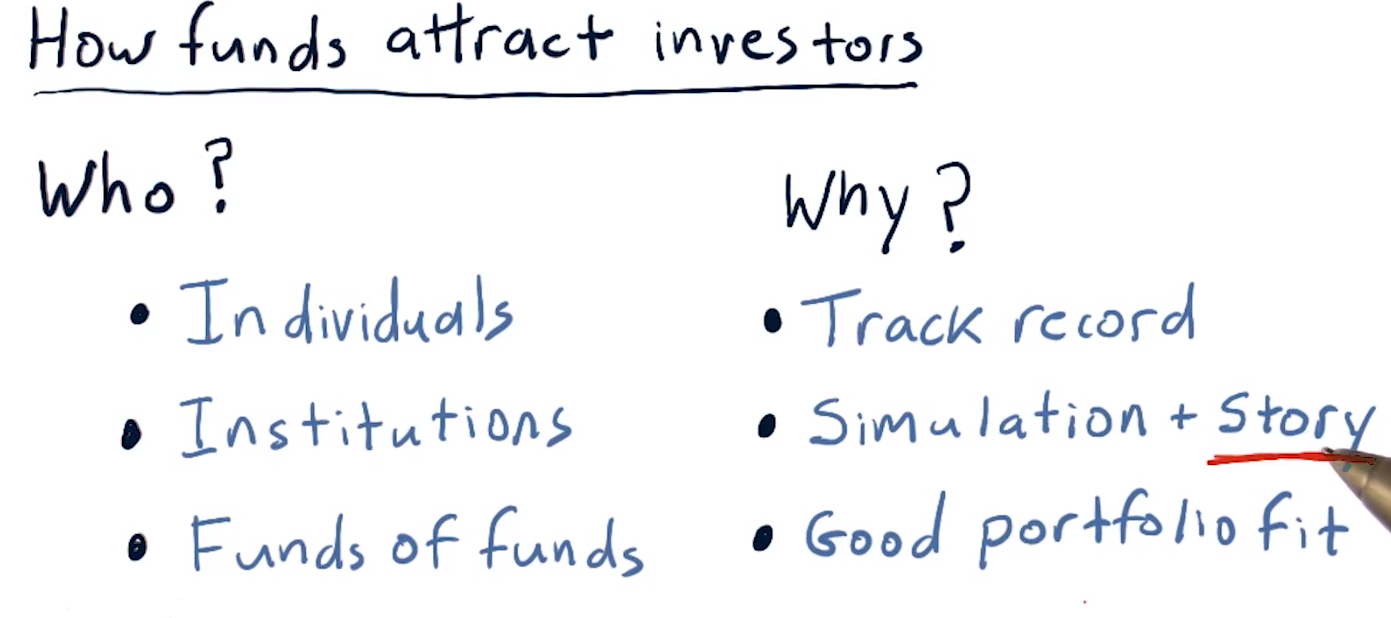 How funds attract investors
Who?
• Individuals
• Institutions
• Funds of funds
Why?
• Track record
• Simulation + Story
• Good portfolio fit